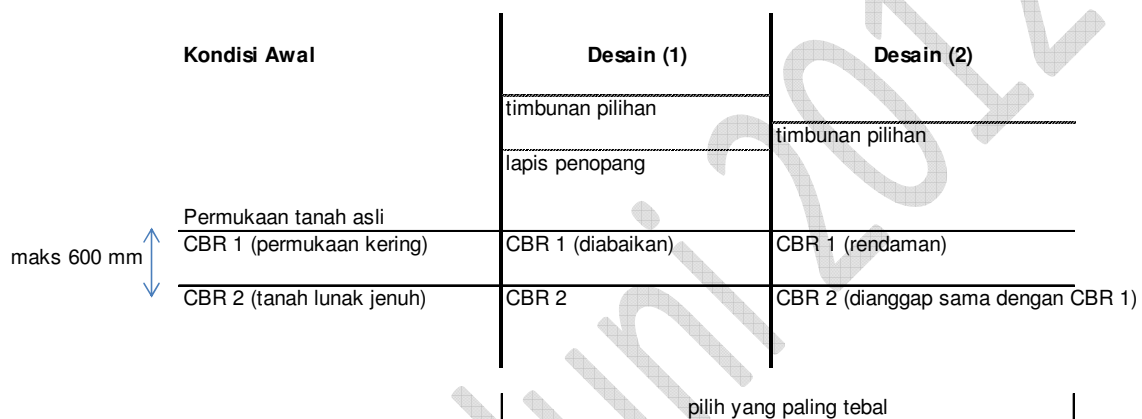 Kondisi Awal Desain (1) Desain (2)
timbunan pilihan
timbunan pilihan
lapis penopang
Permukaan tanah asli
maks 600 mm CBR 1 (permukaan kering) CBR 1 (diabaikan) CBR 1 (rendaman)
CBR 2 (tanah lunak jenuh) CBR 2 CBR 2 (dianggap sama dengan CBR 1)
pilih yang paling tebal
Juni 2012